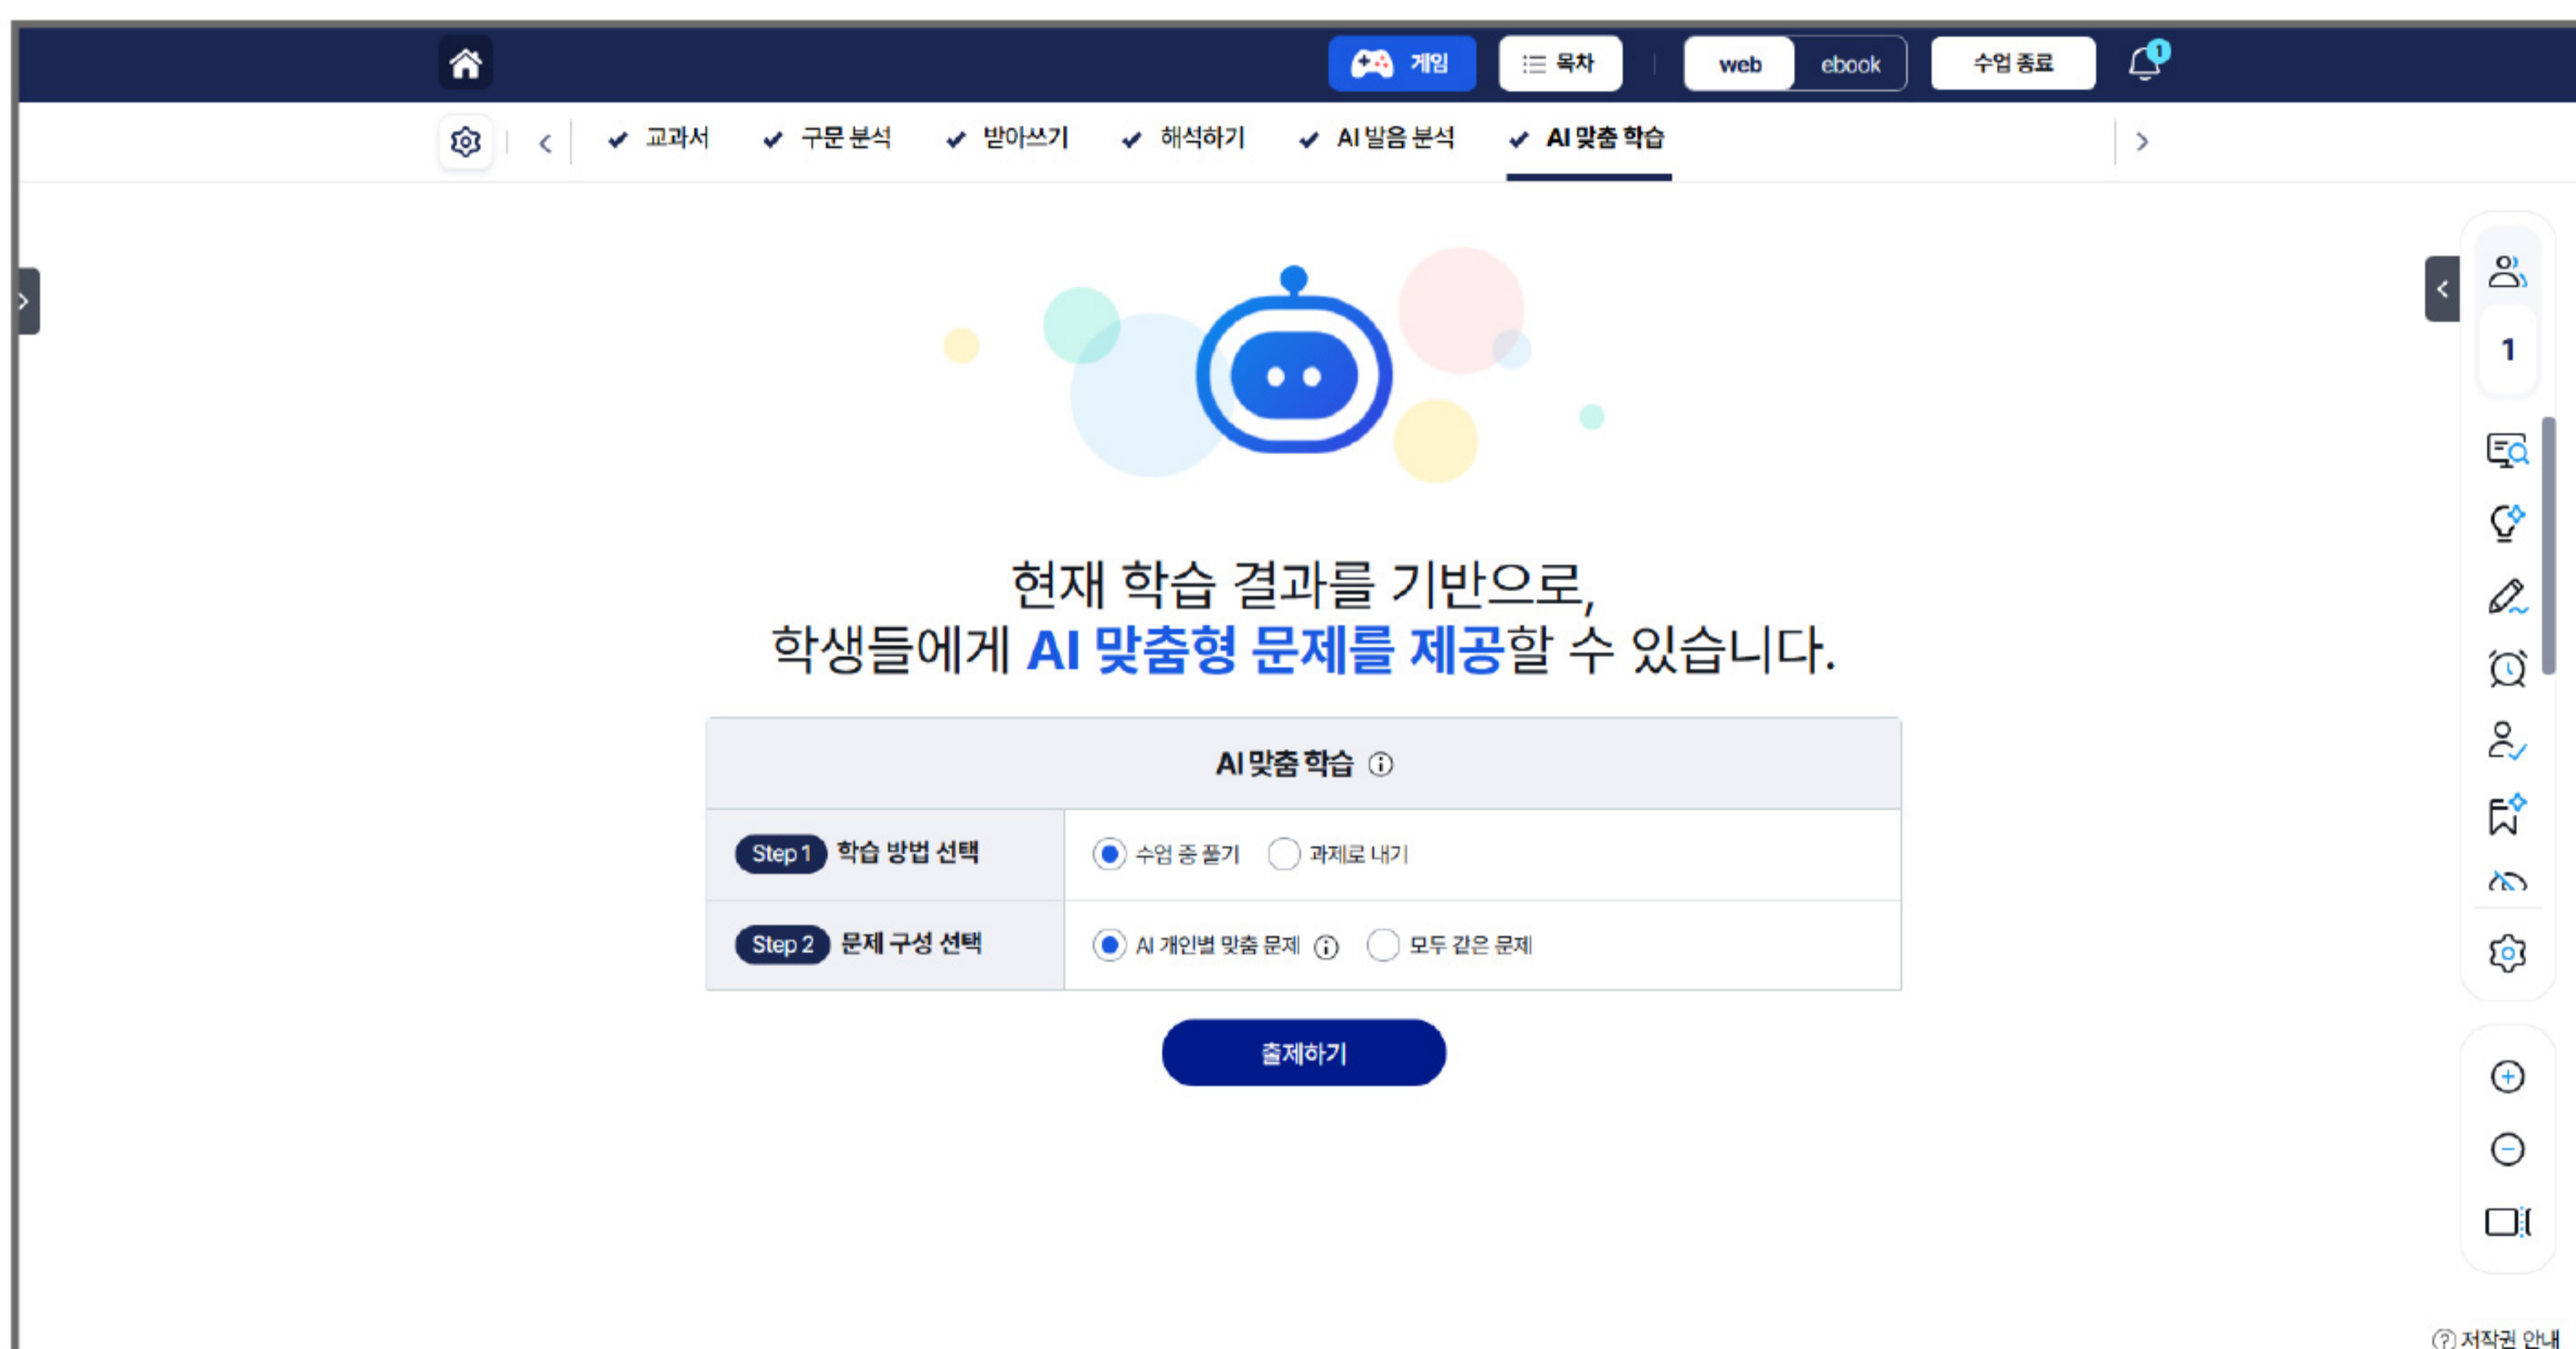 게임 목차 web ebook 수업 종료 1
교과서 구문 분석 받아쓰기 해석하기 AI 발음 분석 AI 맞춤 학습
1
현재 학습 결과를 기반으로,
학생들에게 AI 맞춤형 문제를 제공할 수 있습니다.
AI 맞춤 학습
Step 1 학습 방법 선택 수업 중 풀기 과제로 내기
Step 2 문제 구성 선택 AI 개인별 맞춤 문제 모두 같은 문제
출제하기
저작권 안내